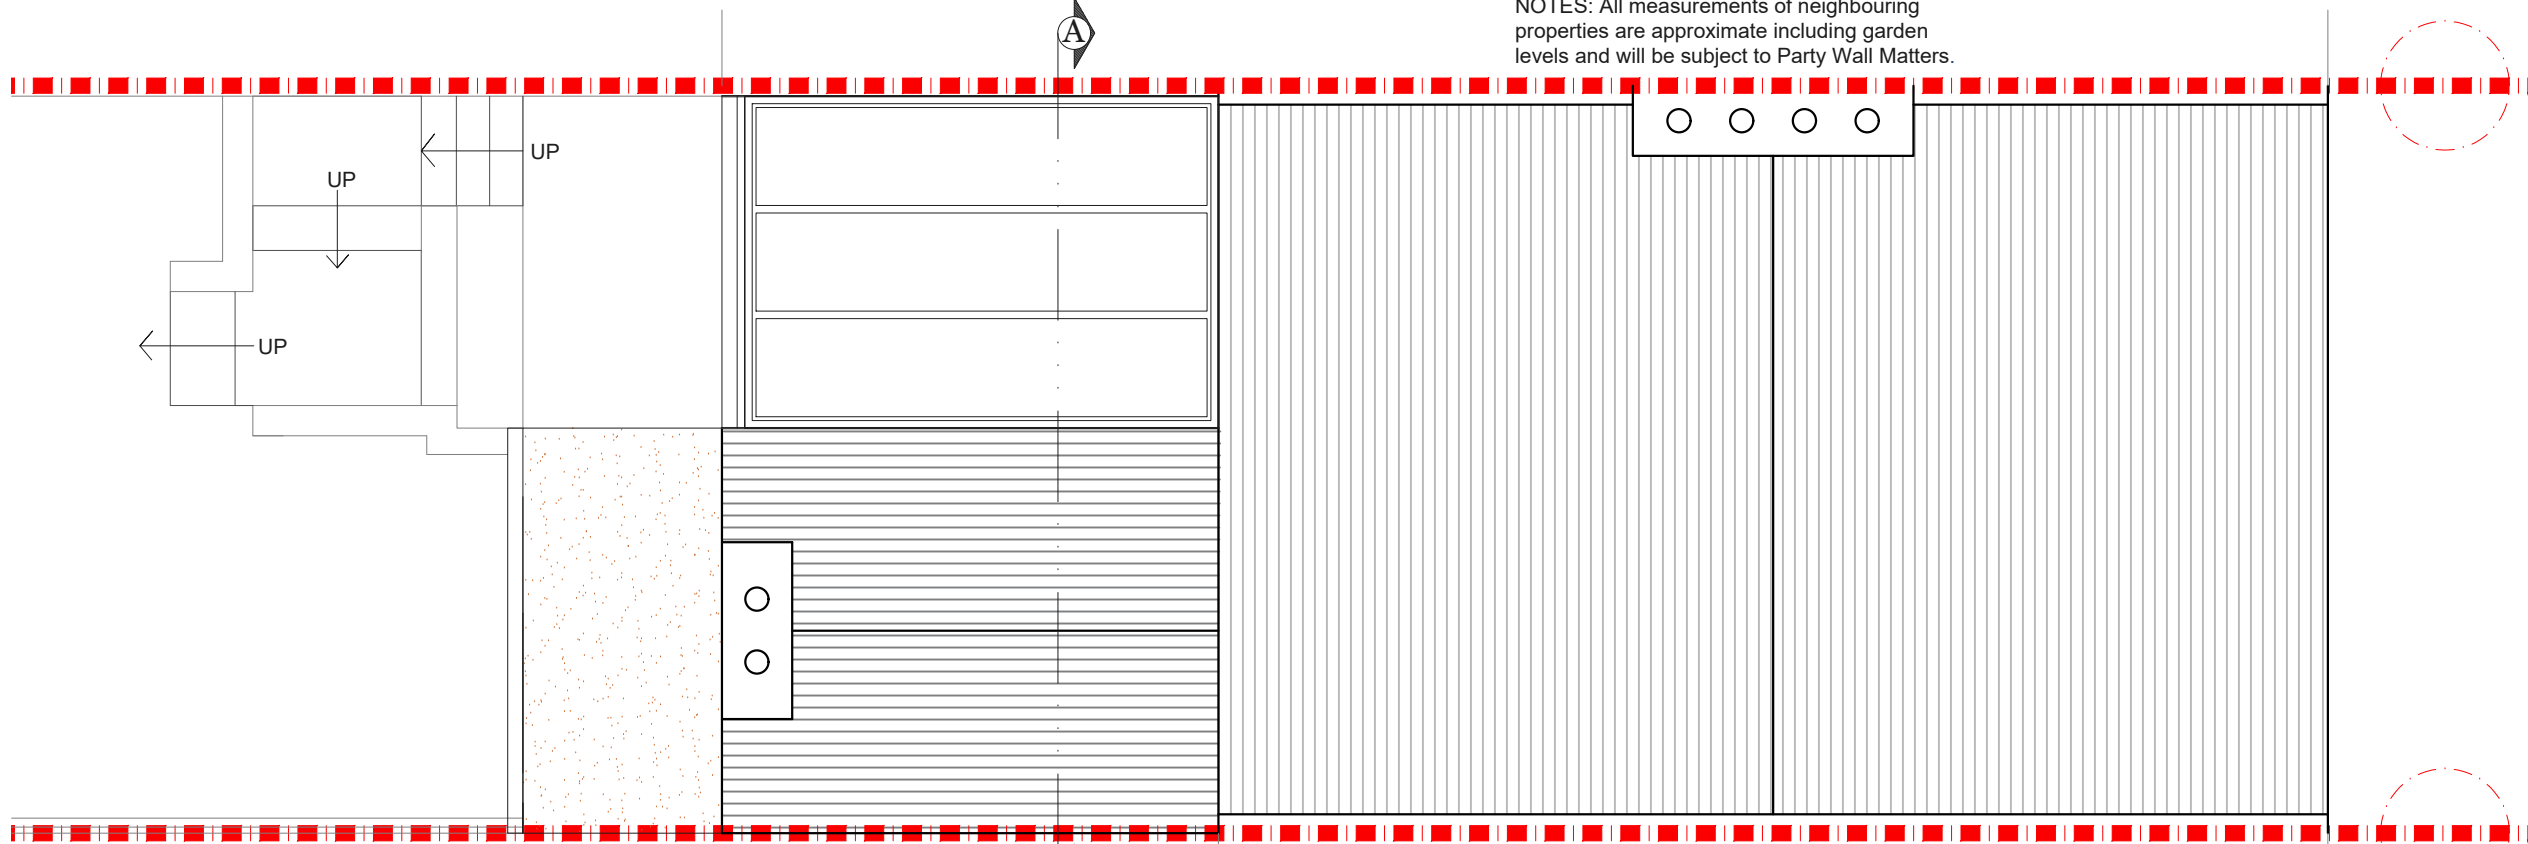 NOTES: All measurements of neighbouring
properties are approximate including garden
levels and will be subject to Party Wall Matters.
A
UP
UP
UP